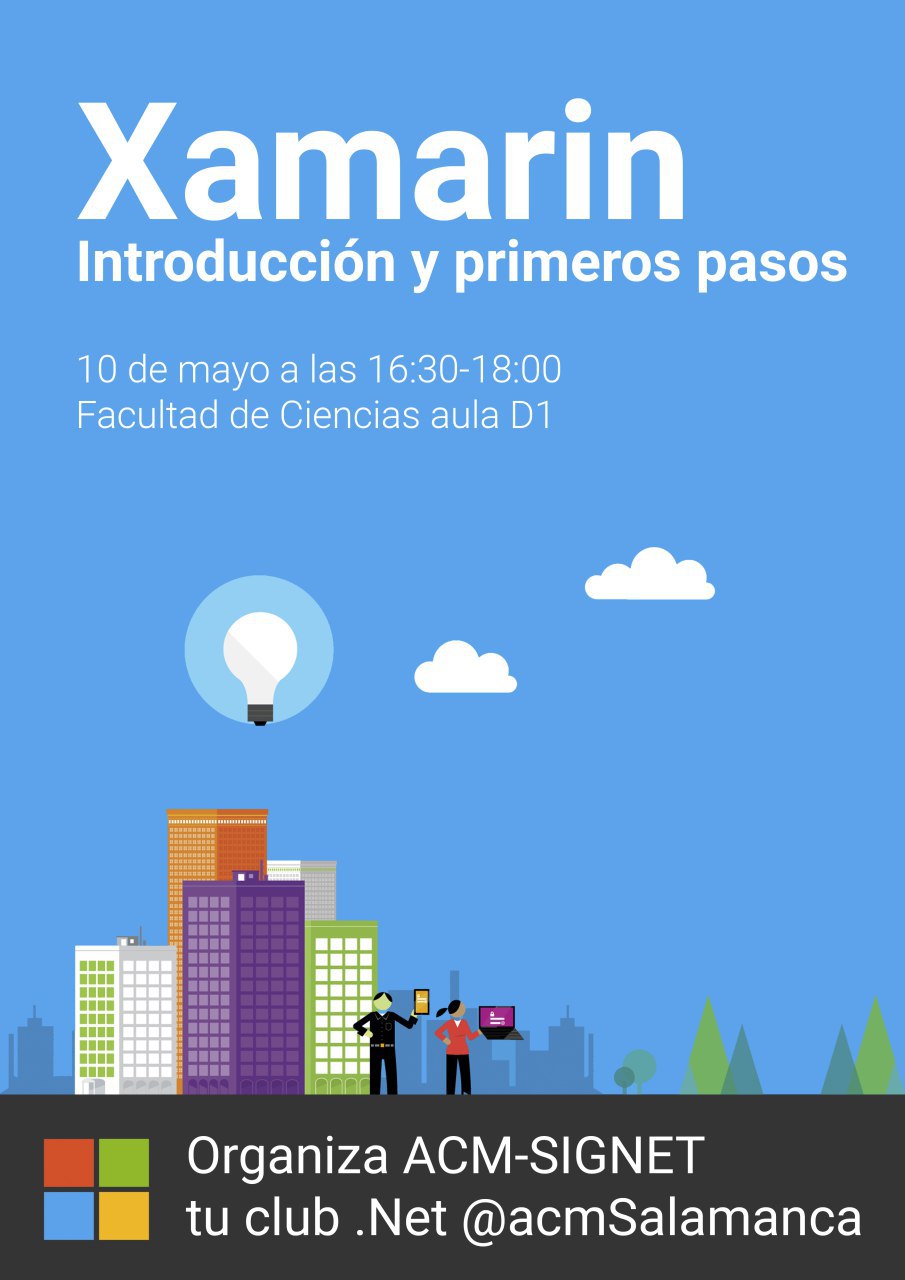 Xamarin
Introducción y primeros pasos
10 de mayo a las 16:30-18:00
Facultad de Ciencias aula D1
Organiza ACM-SIGNET
tu club .Net @acmSalamanca